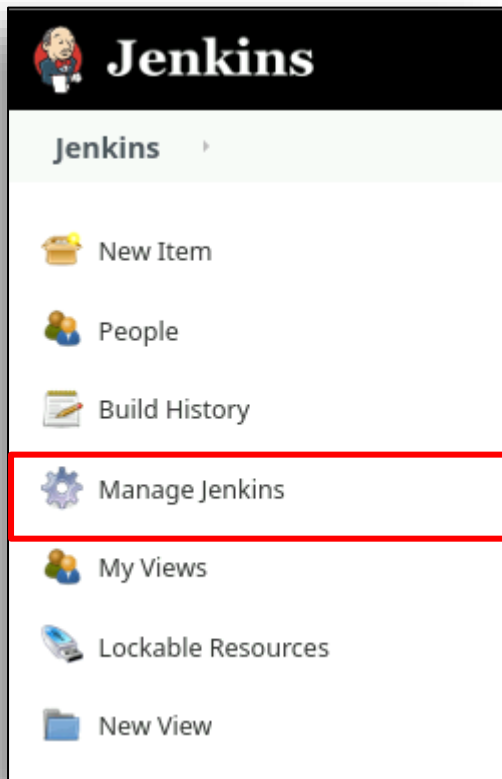 Jenkins
Jenkins
New Item
People
Build History
Manage Jenkins
My Views
Lockable Resources
New View